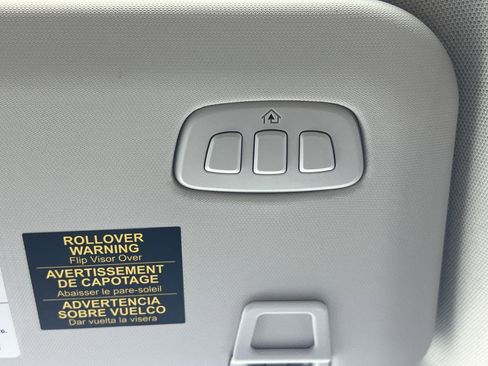 ROLLOVER
WARNING
Flip Visor Over
AVERTISSEMENT
DE CAPOTAGE
Abaisser le pare-soleil
ADVERTENCIA
SOBRE VUELCO
Dar vuelta la visera